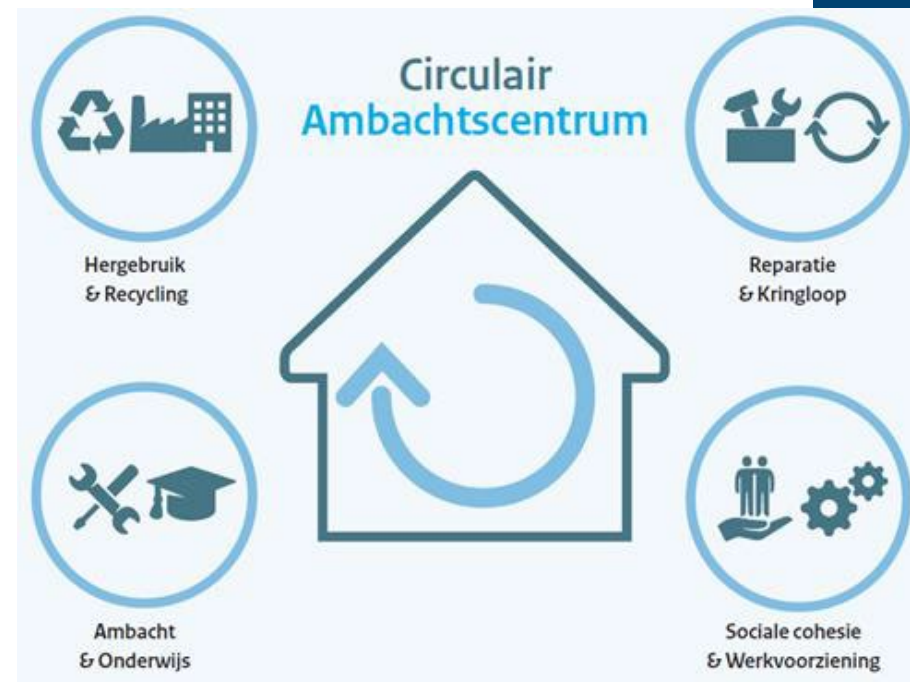 Circulair
Ambachtscentrum
Hergebruik
& Recycling
Reparatie
& Kringloop
Ambacht
& Onderwijs
Sociale cohesie
& Werkvoorziening